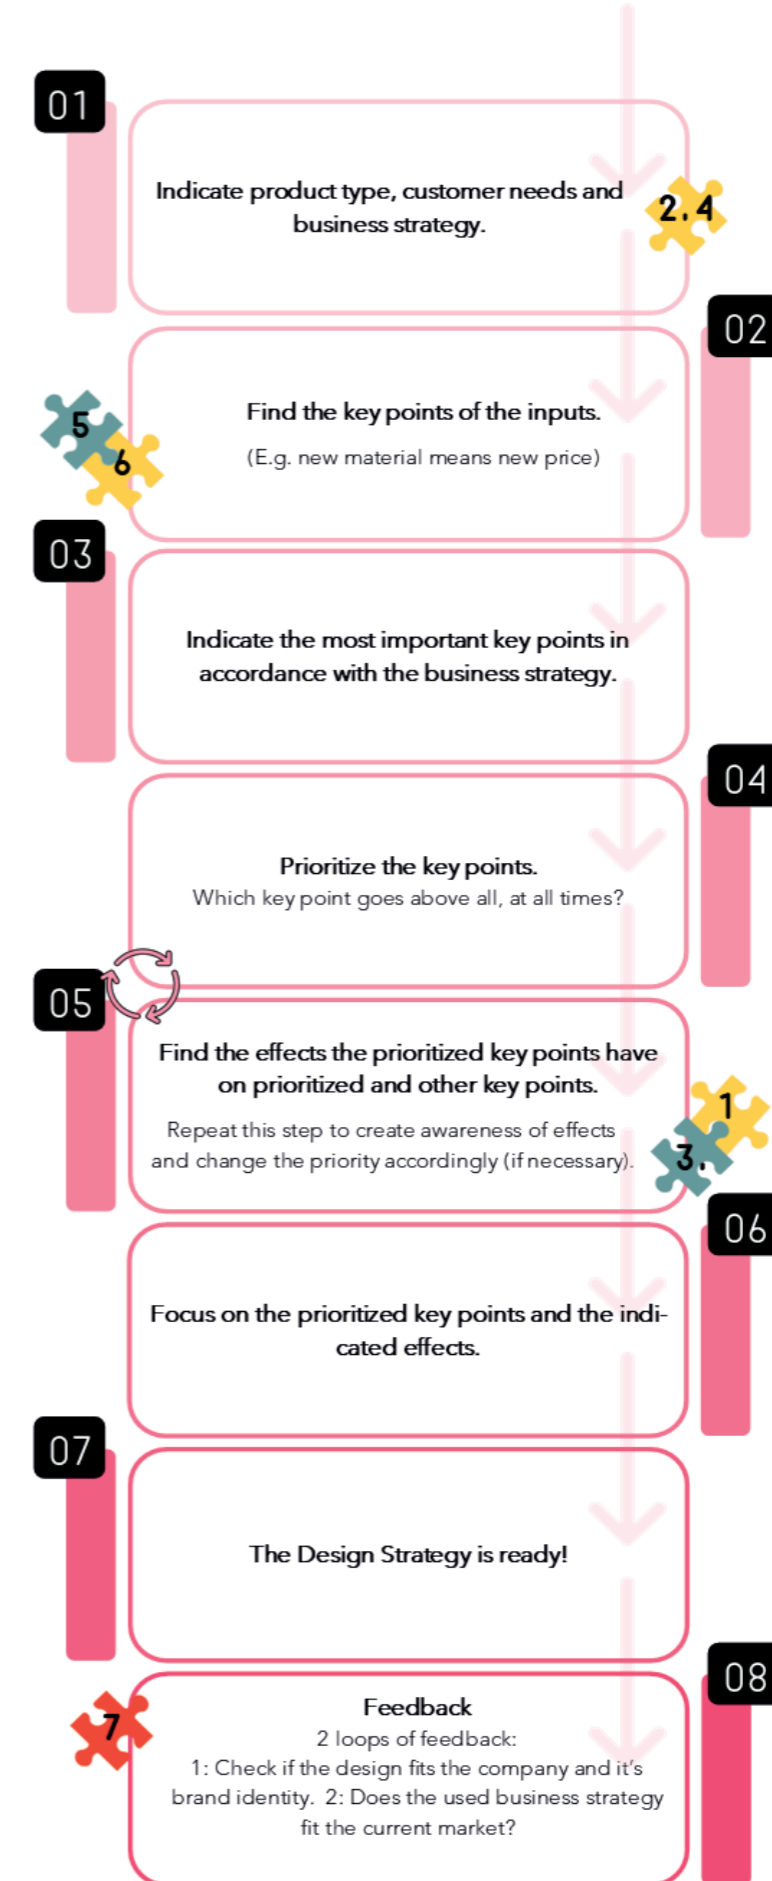 01
Indicate product type, customer needs and
business strategy.
2.4
02
Find the key points of the inputs.
(E.g. new material means new price)
5
6
03
Indicate the most important key points in
accordance with the business strategy.
04
Prioritize the key points.
Which key point goes above all, at all times?
05
Find the effects the prioritized key points have
on prioritized and other key points.
Repeat this step to create awareness of effects
and change the priority accordingly (if necessary).
1
3.
06
Focus on the prioritized key points and the indi-
cated effects.
07
The Design Strategy is ready!
08
7
Feedback
2 loops of feedback:
1: Check if the design fits the company and it's
brand identity. 2: Does the used business strategy
fit the current market?